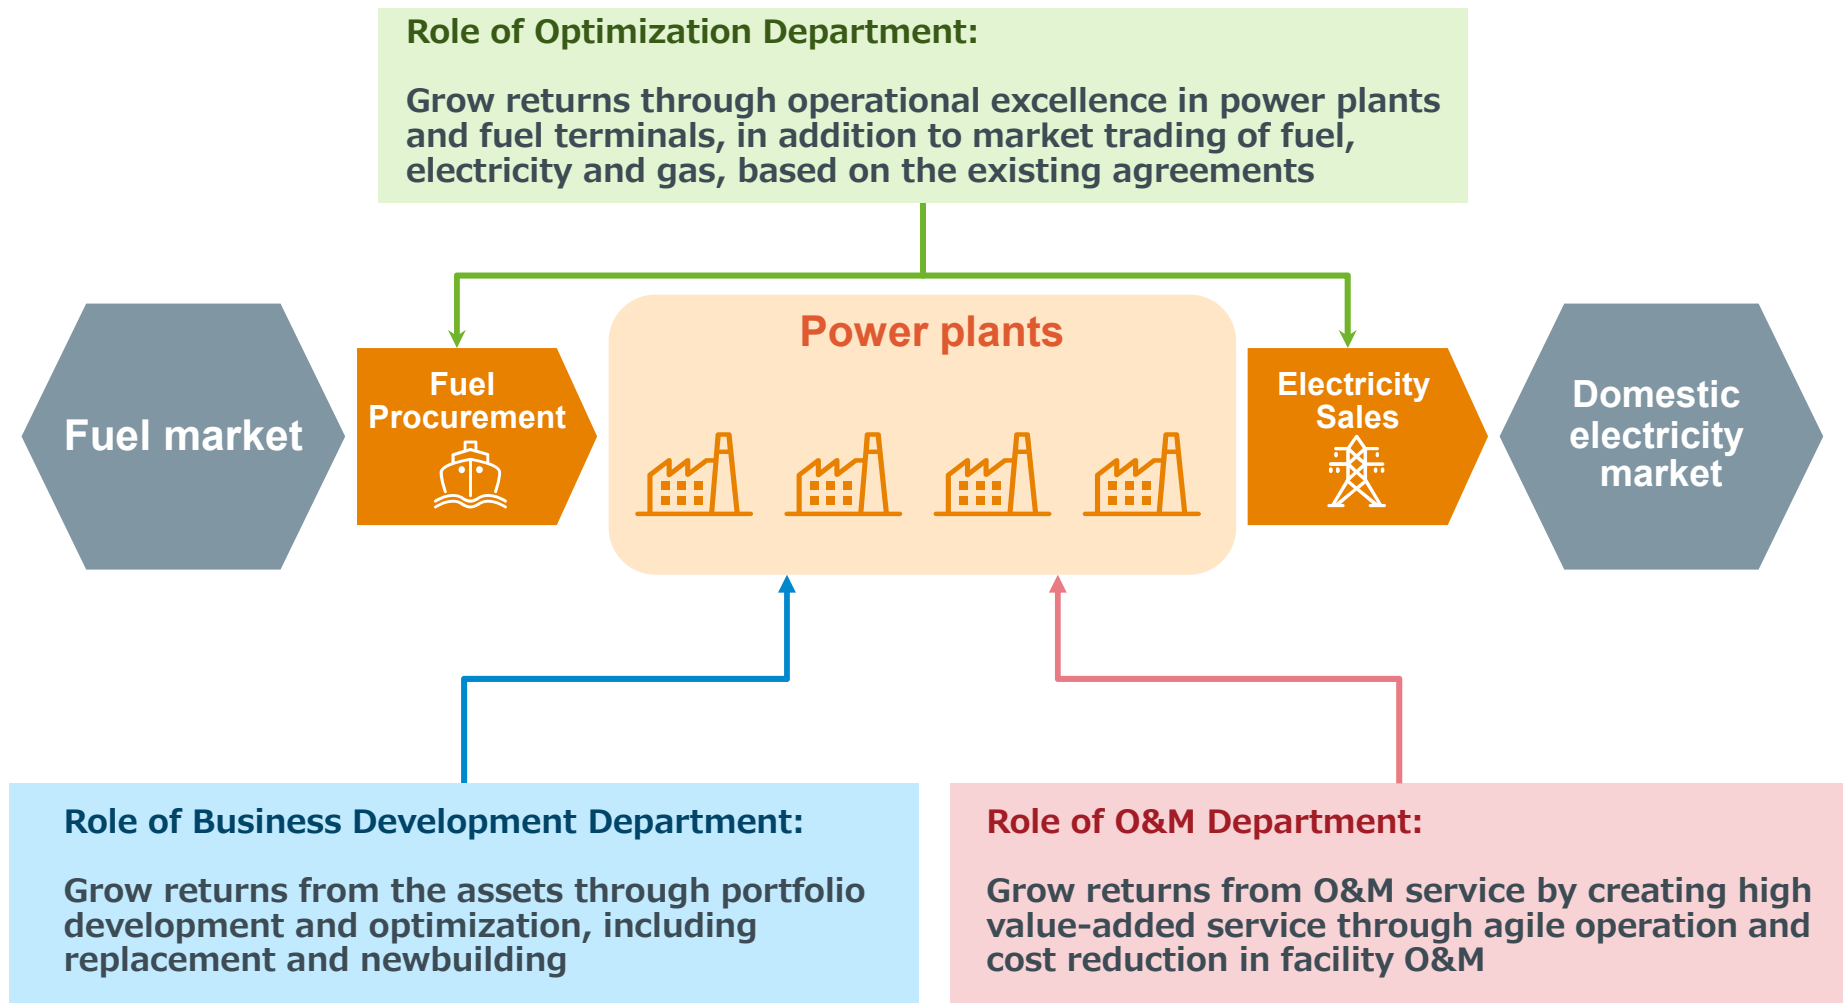 Role of Optimization Department:
Grow returns through operational excellence in power plants
and fuel terminals, in addition to market trading of fuel,
electricity and gas, based on the existing agreements
Fuel market
Fuel
Procurement
Power plants
Electricity
Sales
Domestic
electricity
market
Role of Business Development Department:
Grow returns from the assets through portfolio
development and optimization, including
replacement and newbuilding
Role of O&M Department:
Grow returns from O&M service by creating high
value-added service through agile operation and
cost reduction in facility O&M